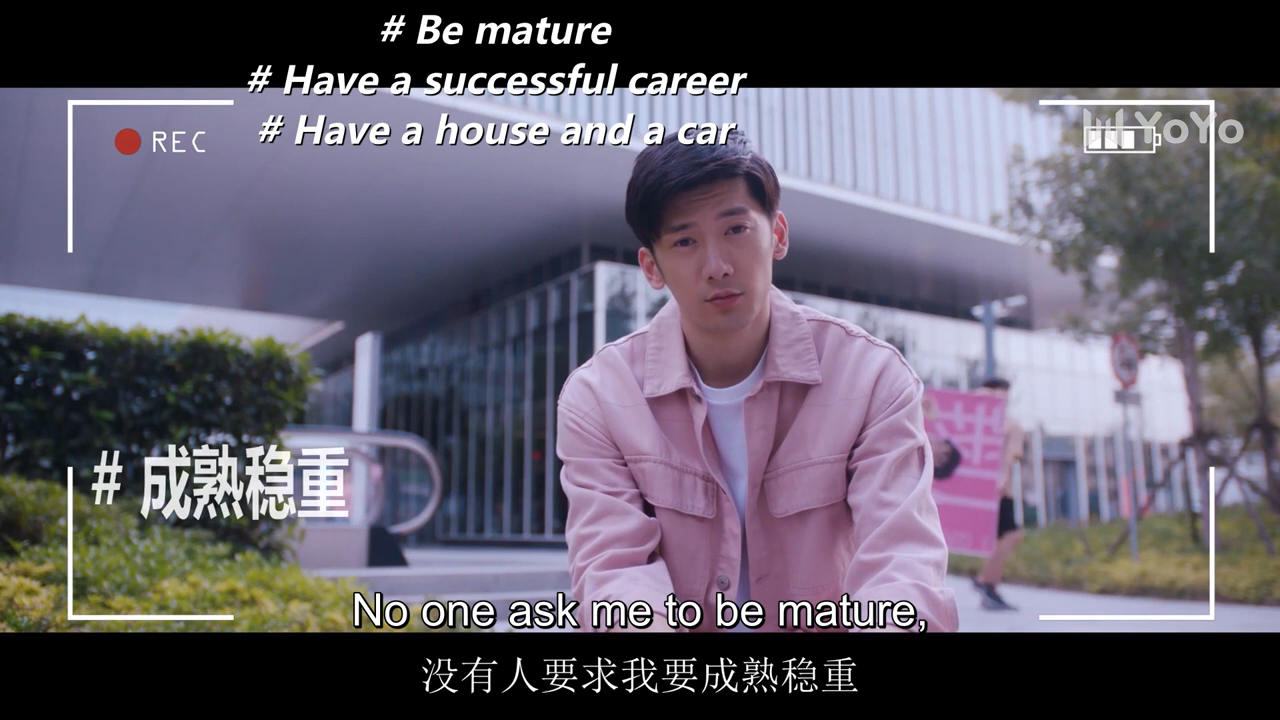 # Be mature
# Have a successful career
# Have a house and a car
REC
YoYo
# 成熟稳重
No one ask me to be mature,
没有人要求我要成熟稳重